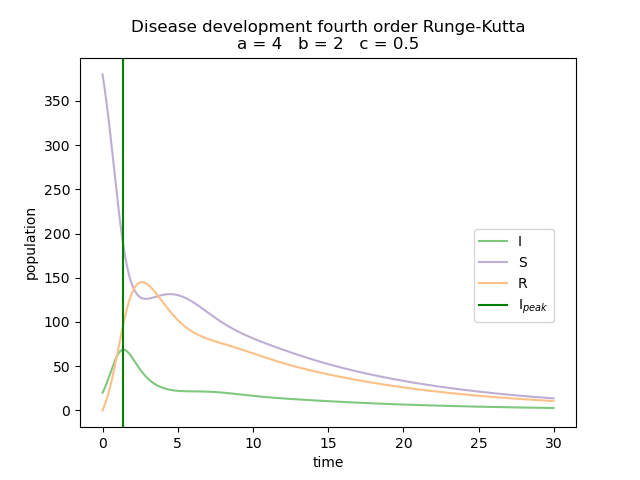 Disease development fourth order Runge-Kutta
a = 4   b = 2   c = 0.5
350
300
250
200
150
100
50
0
population
I
S
R
I_peak
0 5 10 15 20 25 30
time